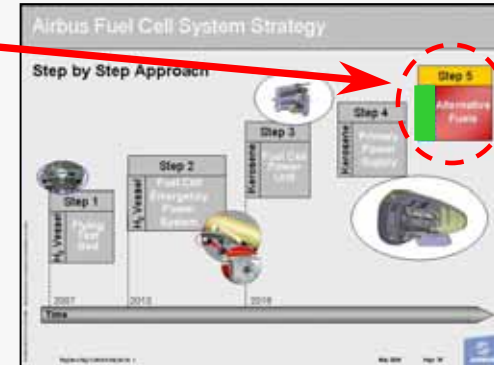 Airbus Fuel Cell System Strategy
Step by Step Approach
Step 5
Alternative
Fuels
Step 4
Kerosene
Primary
Power
Supply
Step 3
Kerosene
Fuel Cell
Power
Unit
Step 2
H2 Vessel
Fuel Cell
Emergency
Power
System
Step 1
H2 Vessel
Flying
Test
Bed
2007
Time